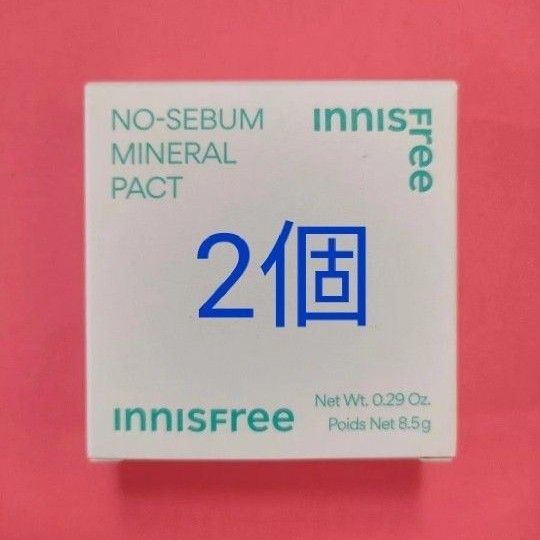 NO-SEBUM
MINERAL
PACT
innisfree
2個
innisfree
Net Wt. 0.29 Oz.
Poids Net 8.5g